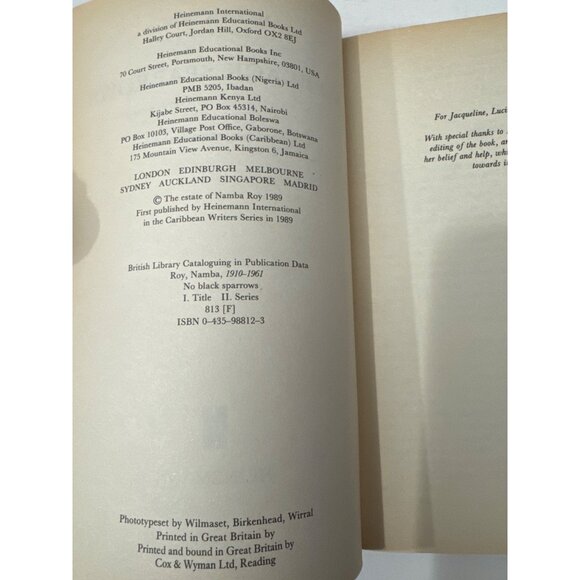 Heinemann International
a division of Heinemann Educational Books Ltd
Halley Court, Jordan Hill, Oxford OX2 8EJ
Heinemann Educational Books Inc
70 Court Street, Portsmouth, New Hampshire, 03801, USA
Heinemann Educational Books (Nigeria) Ltd
PMB 5205, Ibadan
Heinemann Kenya Ltd
Kijabe Street, PO Box 45314, Nairobi
Heinemann Educational Boleswa
PO Box 10103, Village Post Office, Gaborone, Botswana
Heinemann Educational Books (Caribbean) Ltd
175 Mountain View Avenue, Kingston 6, Jamaica
LONDON EDINBURGH MELBOURNE
SYDNEY AUCKLAND SINGAPORE MADRID
© The estate of Namba Roy 1989
First published by Heinemann International
in the Caribbean Writers Series in 1989
British Library Cataloguing in Publication Data
Roy, Namba, 1910–1961
No black sparrows
I. Title II. Series
813 [F]
ISBN 0–435–98812–3
Phototypeset by Wilmaset, Birkenhead, Wirral
Printed in Great Britain by
Printed and bound in Great Britain by
Cox & Wyman Ltd, Reading
For Jacqueline, Luci
With special thanks to
editing of the book, an
her belief and help, whi
towards i